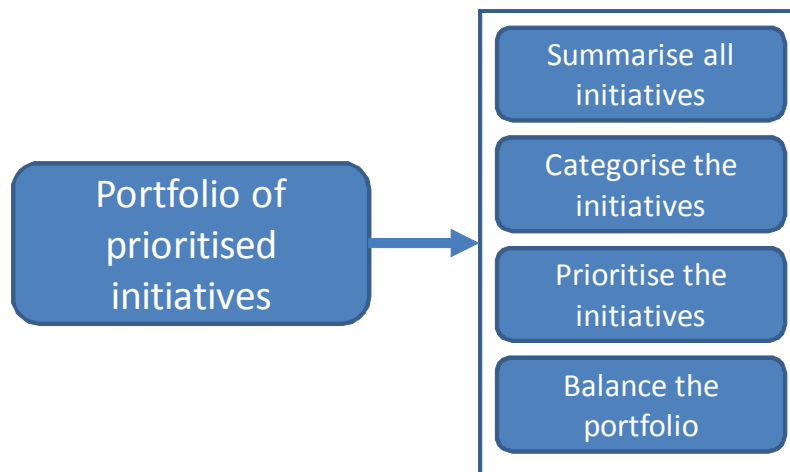 Portfolio of
prioritised
initiatives
Summarise all
initiatives
Categorise the
initiatives
Prioritise the
initiatives
Balance the
portfolio